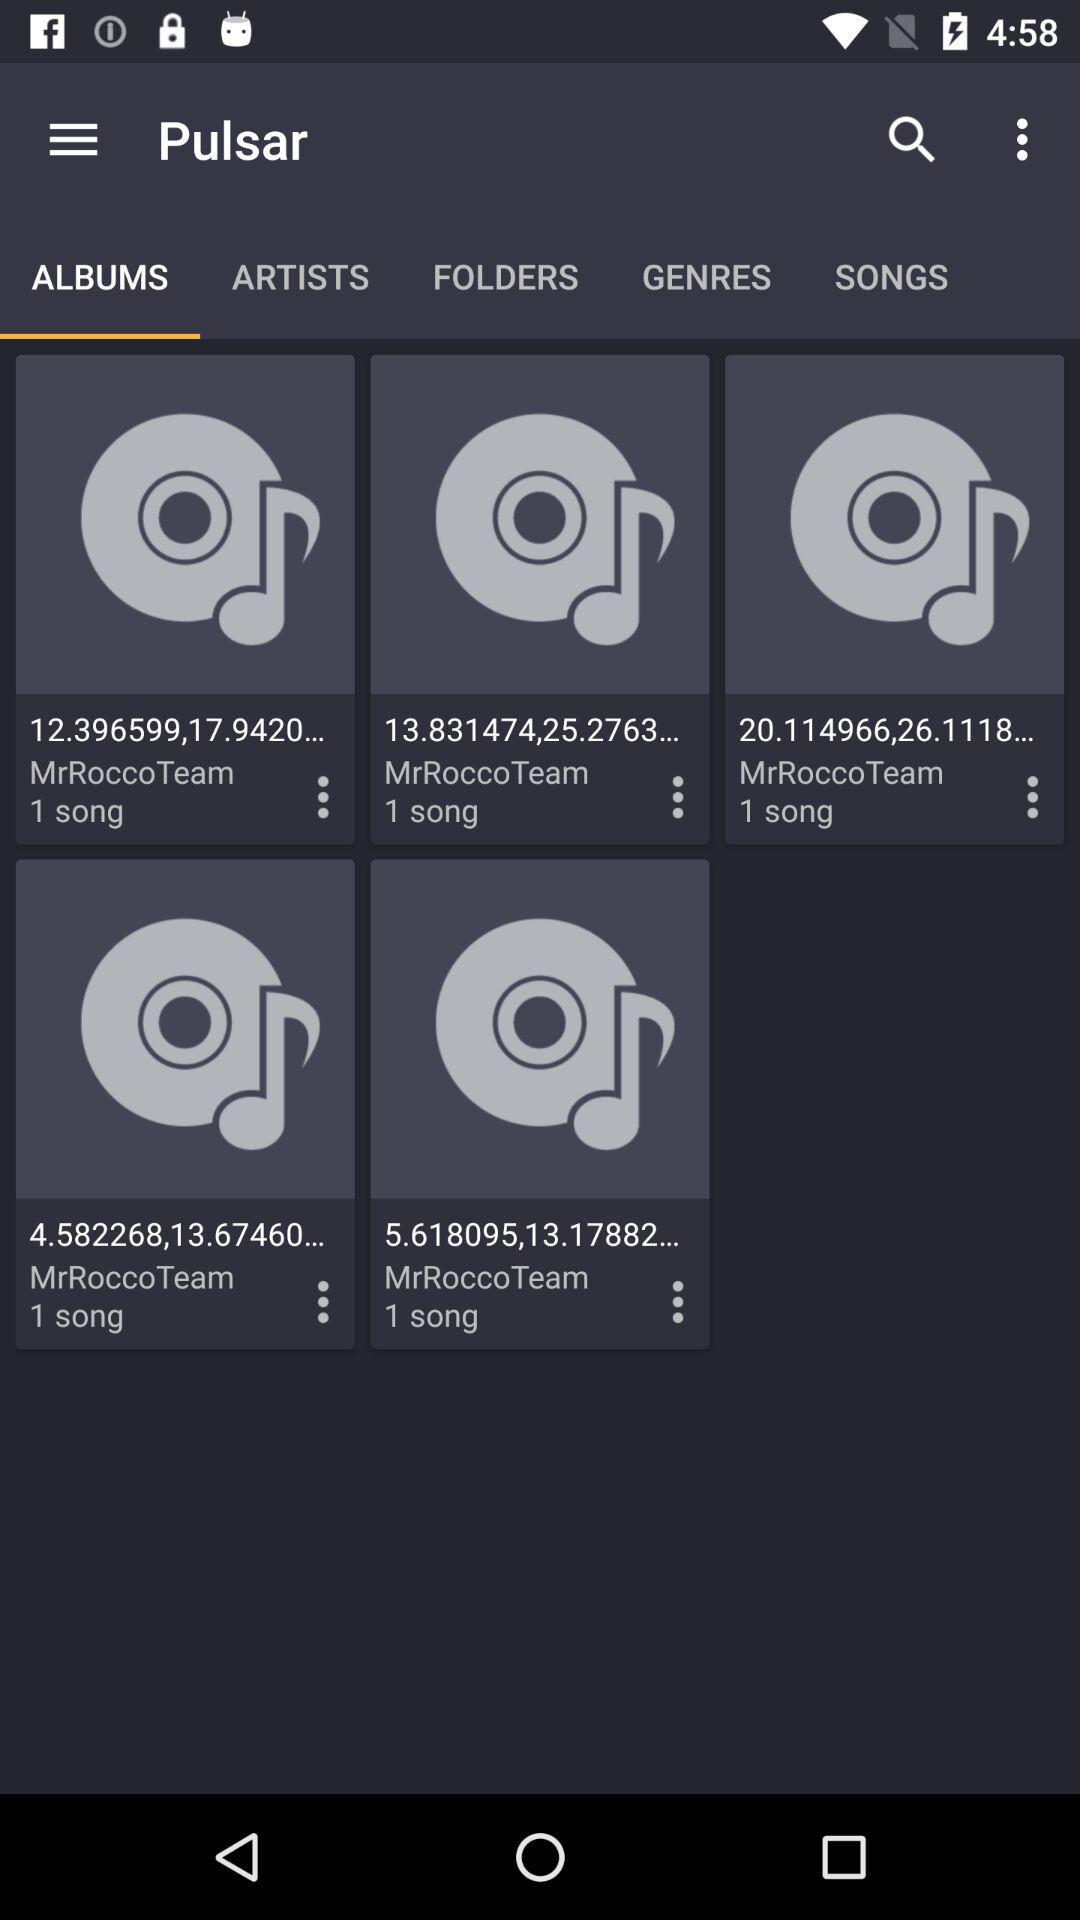 4:58
Pulsar
ALBUMS ARTISTS FOLDERS GENRES SONGS
12.396599,17.9420...
MrRoccoTeam
1 song
13.831474,25.2763...
MrRoccoTeam
1 song
20.114966,26.1118...
MrRoccoTeam
1 song
4.582268,13.67460...
MrRoccoTeam
1 song
5.618095,13.17882...
MrRoccoTeam
1 song